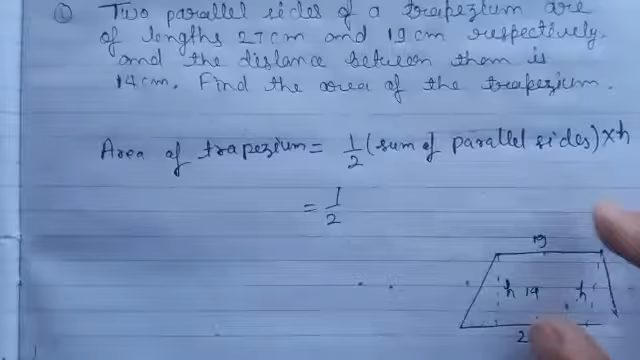 ① Two parallel sides of a trapezium are
of lengths 27cm and 19cm respectively.
and the distance between them is
14cm. Find the area of the trapezium.
Area of trapezium = 1/2 (sum of parallel sides) × h
= 1/2
19
h 14 h
2